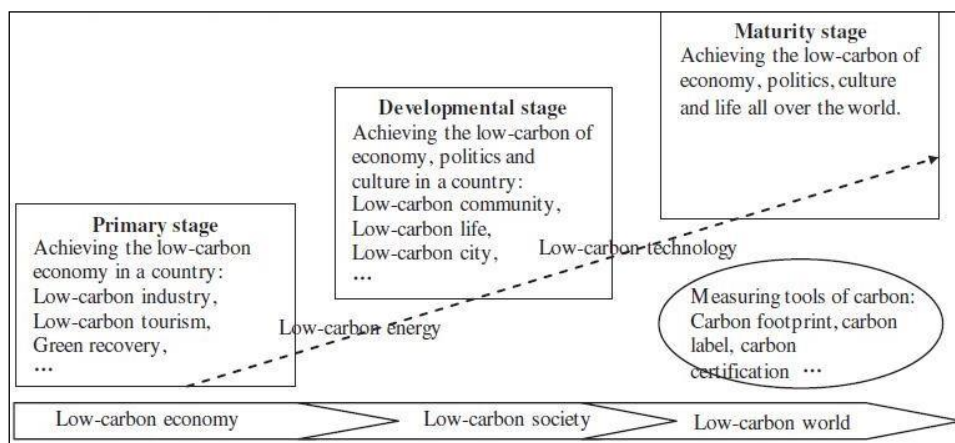 Primary stage
Achieving the low-carbon
economy in a country:
Low-carbon industry,
Low-carbon tourism,
Green recovery,
…
Developmental stage
Achieving the low-carbon of
economy, politics and
culture in a country:
Low-carbon community,
Low-carbon life,
Low-carbon city,
…
Maturity stage
Achieving the low-carbon of
economy, politics, culture
and life all over the world.
Low-carbon energy
Low-carbon technology
Measuring tools of carbon:
Carbon footprint, carbon
label, carbon
certification …
Low-carbon economy
Low-carbon society
Low-carbon world